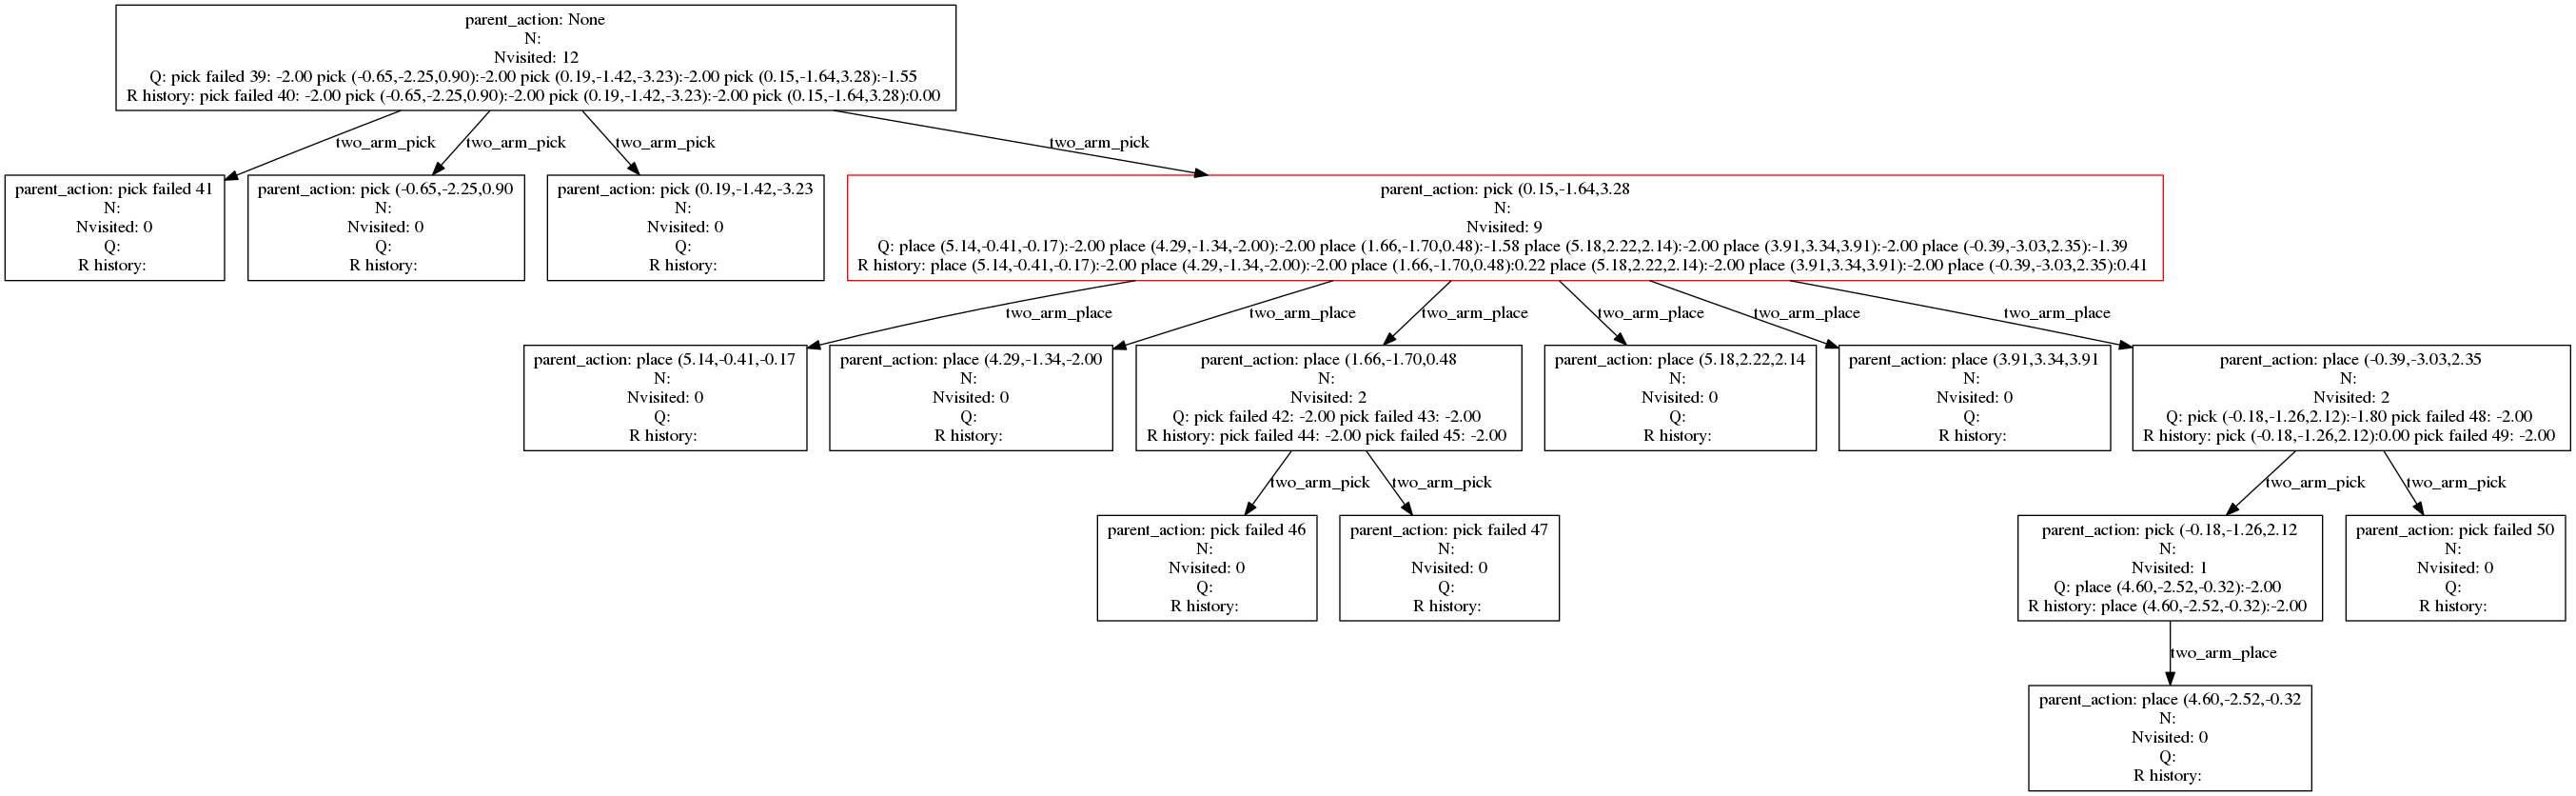 parent_action: None
N:
Nvisited: 12
Q: pick failed 39: -2.00 pick (-0.65,-2.25,0.90):-2.00 pick (0.19,-1.42,-3.23):-2.00 pick (0.15,-1.64,3.28):-1.55
R history: pick failed 40: -2.00 pick (-0.65,-2.25,0.90):-2.00 pick (0.19,-1.42,-3.23):-2.00 pick (0.15,-1.64,3.28):0.00
two_arm_pick
two_arm_pick
two_arm_pick
two_arm_pick
parent_action: pick failed 41
N:
Nvisited: 0
Q:
R history:
parent_action: pick (-0.65,-2.25,0.90
N:
Nvisited: 0
Q:
R history:
parent_action: pick (0.19,-1.42,-3.23
N:
Nvisited: 0
Q:
R history:
parent_action: pick (0.15,-1.64,3.28
N:
Nvisited: 9
Q: place (5.14,-0.41,-0.17):-2.00 place (4.29,-1.34,-2.00):-2.00 place (1.66,-1.70,0.48):-1.58 place (5.18,2.22,2.14):-2.00 place (3.91,3.34,3.91):-2.00 place (-0.39,-3.03,2.35):-1.39
R history: place (5.14,-0.41,-0.17):-2.00 place (4.29,-1.34,-2.00):-2.00 place (1.66,-1.70,0.48):0.22 place (5.18,2.22,2.14):-2.00 place (3.91,3.34,3.91):-2.00 place (-0.39,-3.03,2.35):0.41
two_arm_place
two_arm_place
two_arm_place
two_arm_place
two_arm_place
two_arm_place
parent_action: place (5.14,-0.41,-0.17
N:
Nvisited: 0
Q:
R history:
parent_action: place (4.29,-1.34,-2.00
N:
Nvisited: 0
Q:
R history:
parent_action: place (1.66,-1.70,0.48
N:
Nvisited: 2
Q: pick failed 42: -2.00 pick failed 43: -2.00
R history: pick failed 44: -2.00 pick failed 45: -2.00
parent_action: place (5.18,2.22,2.14
N:
Nvisited: 0
Q:
R history:
parent_action: place (3.91,3.34,3.91
N:
Nvisited: 0
Q:
R history:
parent_action: place (-0.39,-3.03,2.35
N:
Nvisited: 2
Q: pick (-0.18,-1.26,2.12):-1.80 pick failed 48: -2.00
R history: pick (-0.18,-1.26,2.12):0.00 pick failed 49: -2.00
two_arm_pick
two_arm_pick
two_arm_pick
two_arm_pick
parent_action: pick failed 46
N:
Nvisited: 0
Q:
R history:
parent_action: pick failed 47
N:
Nvisited: 0
Q:
R history:
parent_action: pick (-0.18,-1.26,2.12
N:
Nvisited: 1
Q: place (4.60,-2.52,-0.32):-2.00
R history: place (4.60,-2.52,-0.32):-2.00
parent_action: pick failed 50
N:
Nvisited: 0
Q:
R history:
two_arm_place
parent_action: place (4.60,-2.52,-0.32
N:
Nvisited: 0
Q:
R history: